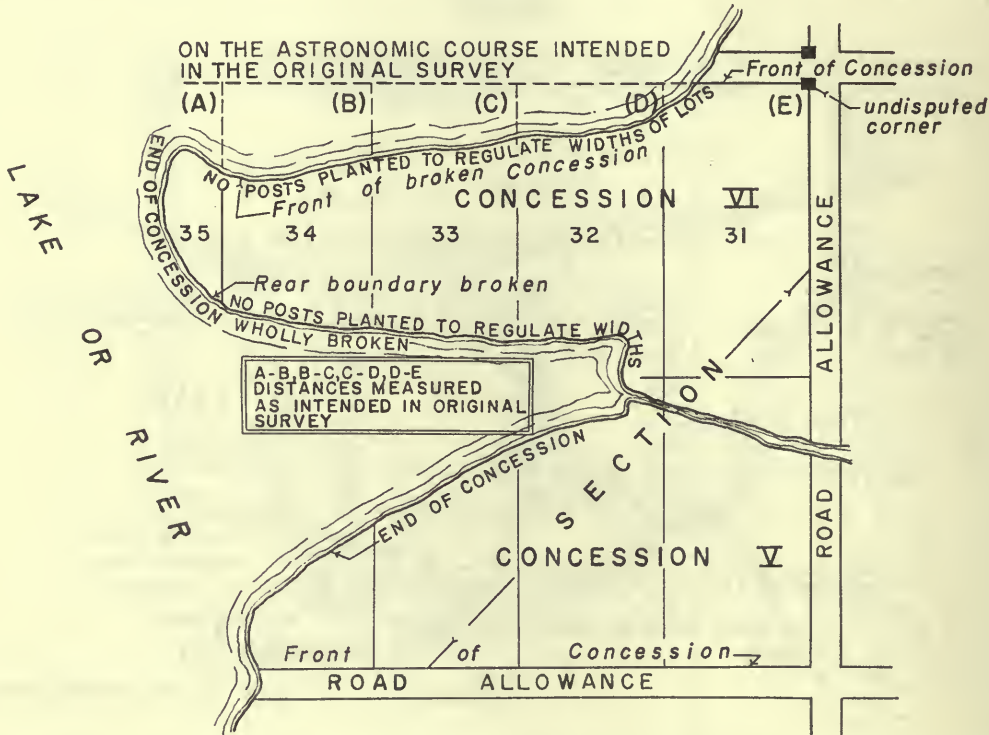 ON THE ASTRONOMIC COURSE INTENDED
IN THE ORIGINAL SURVEY
Front of Concession
(A)
(B)
(C)
(D)
(E)
undisputed
corner
NO POSTS PLANTED TO REGULATE WIDTHS OF LOTS
Front of broken Concession
END OF CONCESSION WHOLLY BROKEN
CONCESSION VI
35
34
33
32
31
LAKE OR RIVER
Rear boundary broken
NO POSTS PLANTED TO REGULATE WIDTHS
A-B,B-C,C-D,D-E
DISTANCES MEASURED
AS INTENDED IN ORIGINAL
SURVEY
SECTION
ROAD ALLOWANCE
END OF CONCESSION
CONCESSION V
Front of Concession
ROAD ALLOWANCE